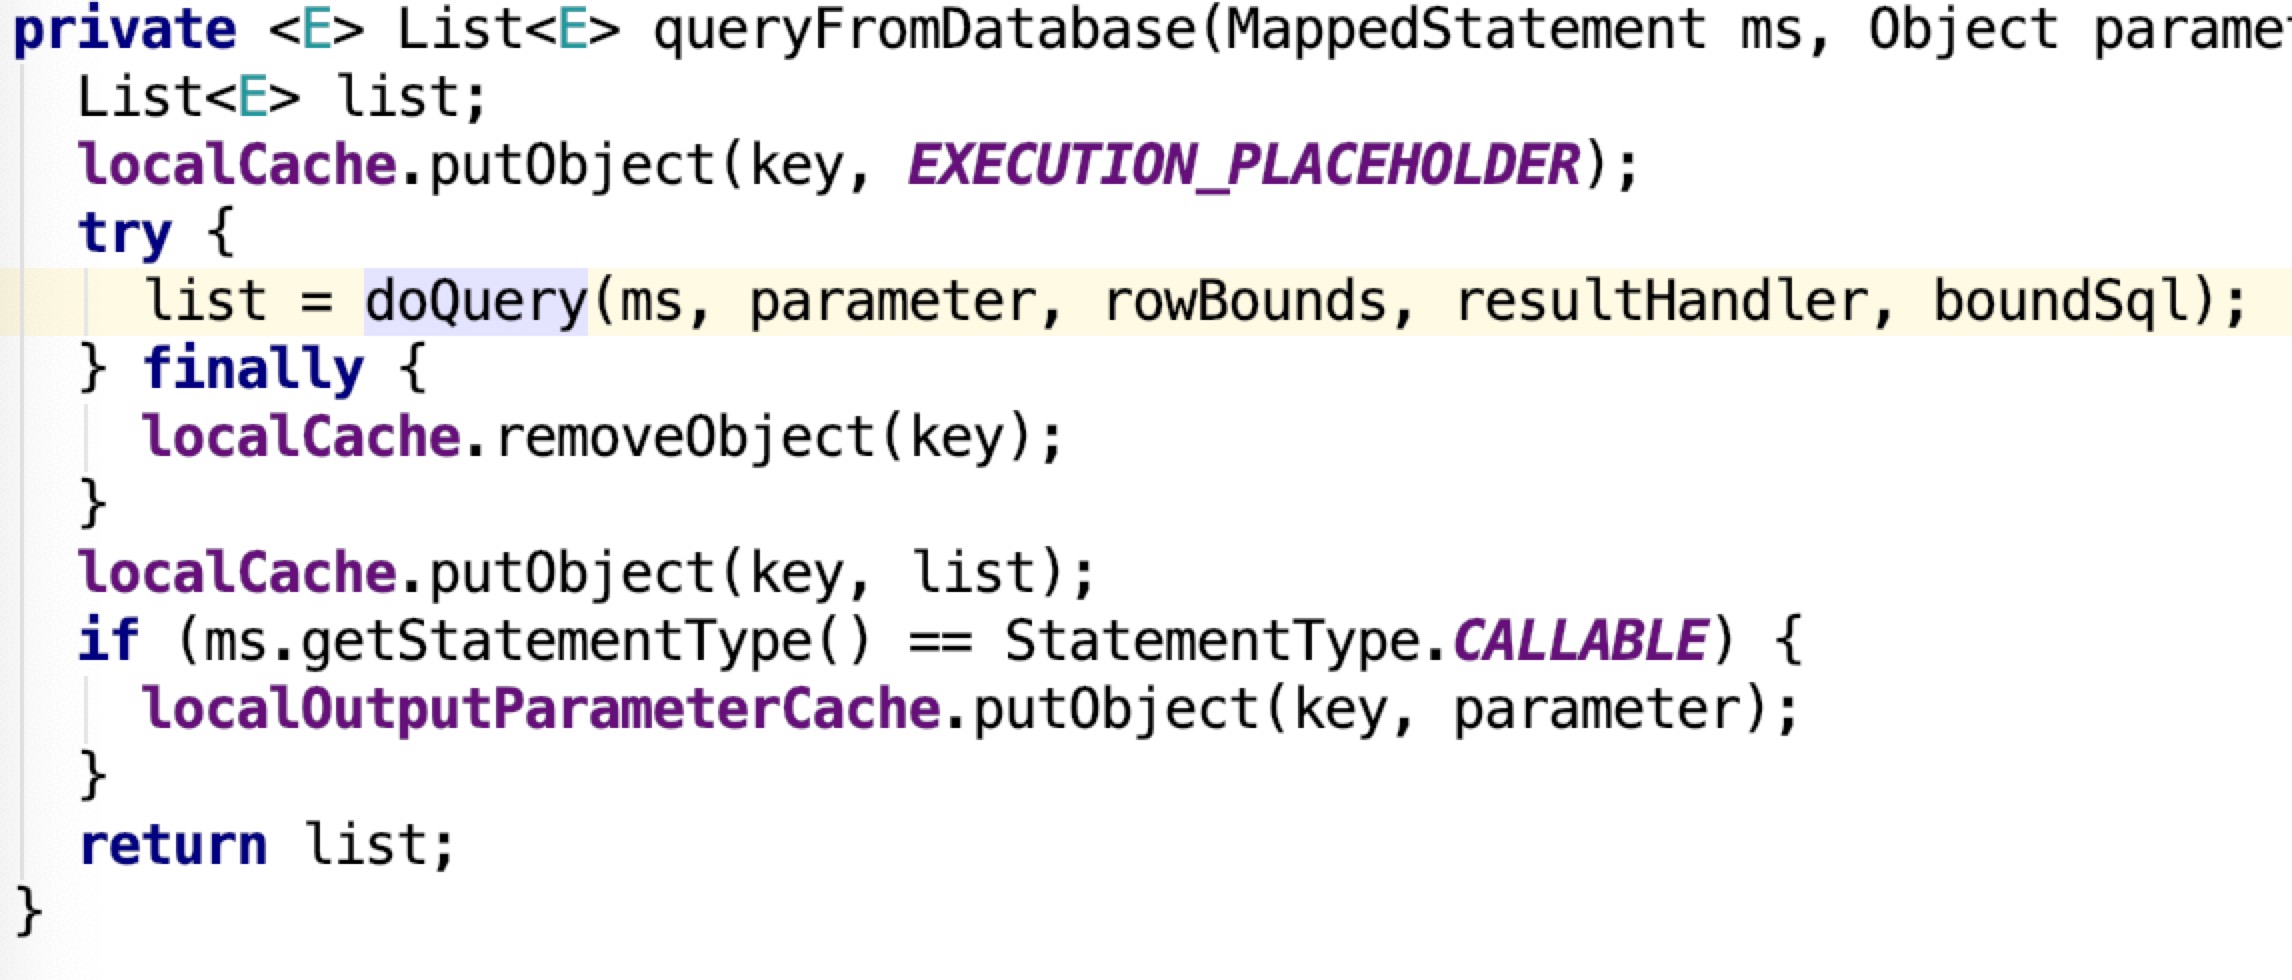 private <E> List<E> queryFromDatabase(MappedStatement ms, Object paramet
List<E> list;
localCache.putObject(key, EXECUTION_PLACEHOLDER);
try {
list = doQuery(ms, parameter, rowBounds, resultHandler, boundSql);
} finally {
localCache.removeObject(key);
}
localCache.putObject(key, list);
if (ms.getStatementType() == StatementType.CALLABLE) {
localOutputParameterCache.putObject(key, parameter);
}
return list;
}